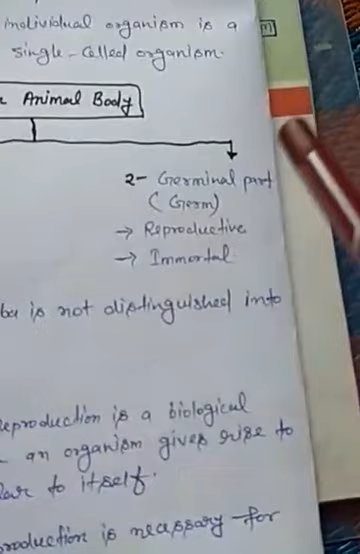 individual organism is a
single-celled organism.
Animal Body
2- Germinal part
(Germ)
→ Reproductive
→ Immortal
is not distinguished into
Reproduction is a biological
an organism gives rise to
to itself.
is necessary for